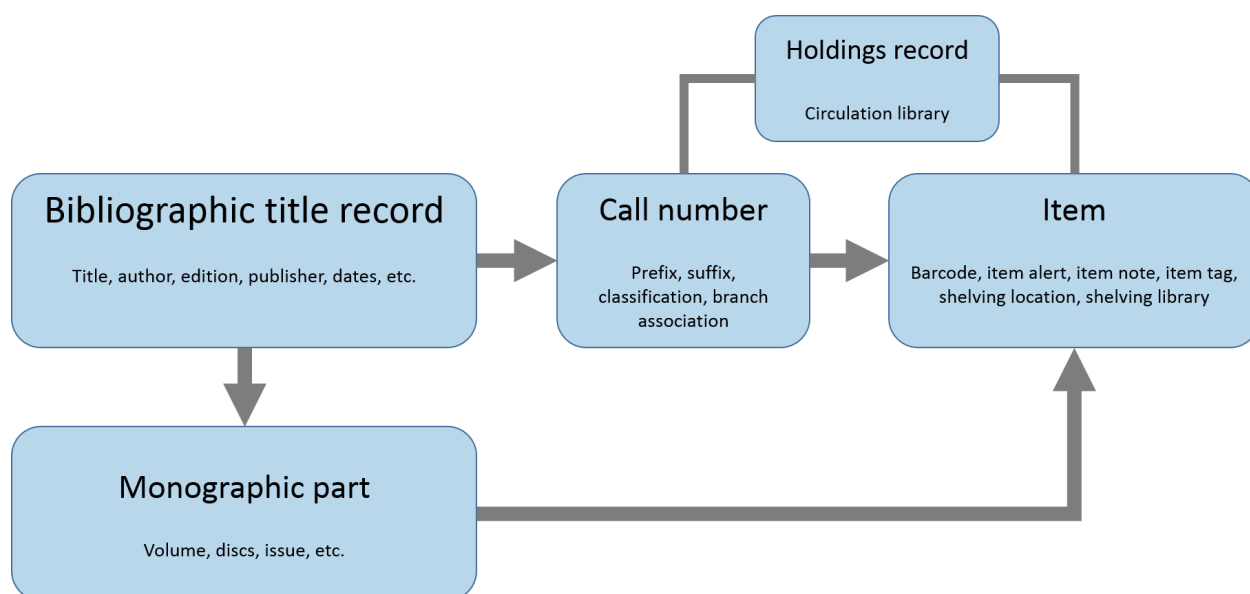 Holdings record
Circulation library
Bibliographic title record
Title, author, edition, publisher, dates, etc.
Call number
Prefix, suffix,
classification, branch
association
Item
Barcode, item alert, item note, item tag,
shelving location, shelving library
Monographic part
Volume, discs, issue, etc.